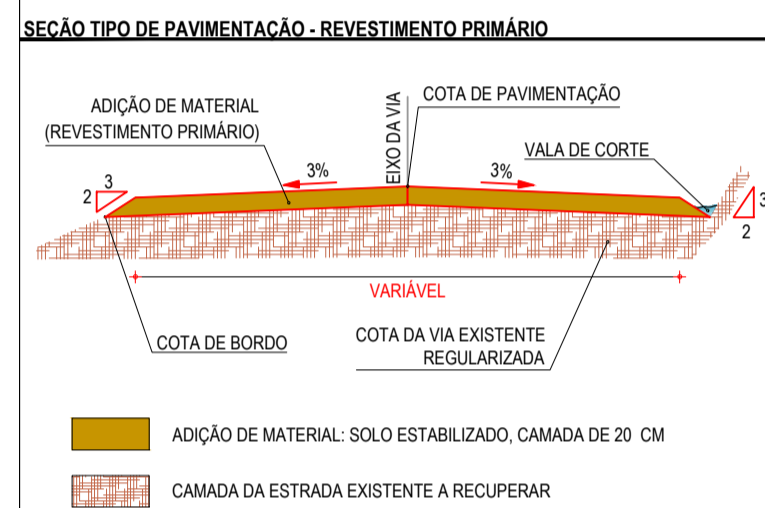 SEÇÃO TIPO DE PAVIMENTAÇÃO - REVESTIMENTO PRIMÁRIO
ADIÇÃO DE MATERIAL
(REVESTIMENTO PRIMÁRIO)
EIXO DA VIA
COTA DE PAVIMENTAÇÃO
VALA DE CORTE
3%
3%
3
2
3
2
VARIÁVEL
COTA DE BORDO
COTA DA VIA EXISTENTE
REGULARIZADA
ADIÇÃO DE MATERIAL: SOLO ESTABILIZADO, CAMADA DE 20 CM
CAMADA DA ESTRADA EXISTENTE A RECUPERAR